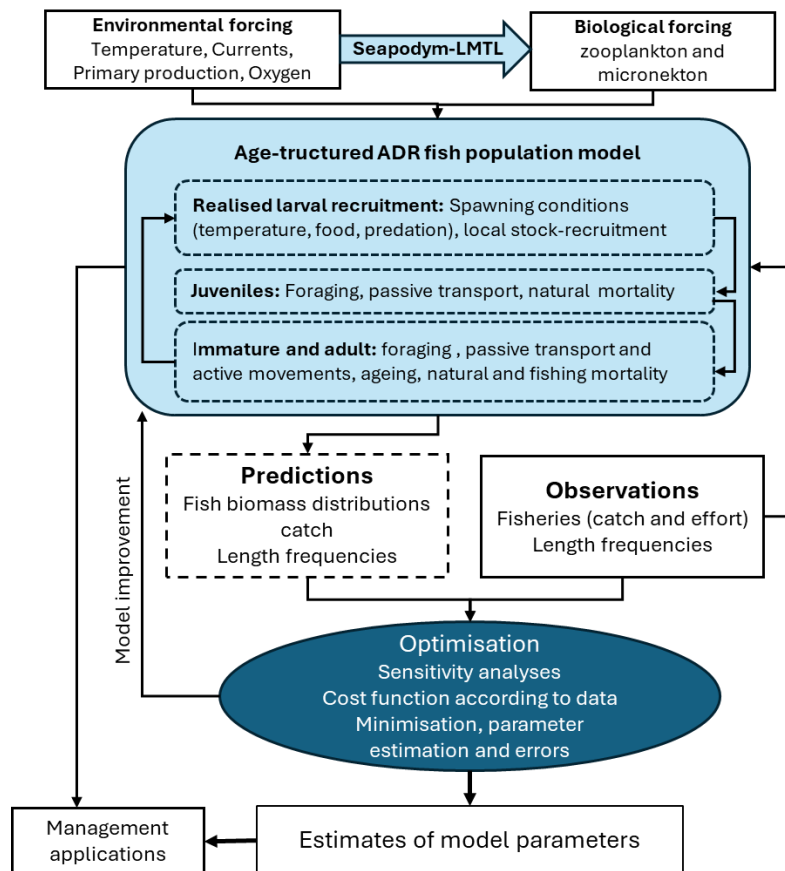 Environmental forcing
Temperature, Currents,
Primary production, Oxygen
Seapodym-LMTL
Biological forcing
zooplankton and
micronekton
Age-tructured ADR fish population model
Realised larval recruitment: Spawning conditions
(temperature, food, predation), local stock-recruitment
Juveniles: Foraging, passive transport, natural mortality
Immature and adult: foraging , passive transport and
active movements, ageing, natural and fishing mortality
Predictions
Fish biomass distributions
catch
Length frequencies
Observations
Fisheries (catch and effort)
Length frequencies
Model improvement
Optimisation
Sensitivity analyses
Cost function according to data
Minimisation, parameter
estimation and errors
Management
applications
Estimates of model parameters